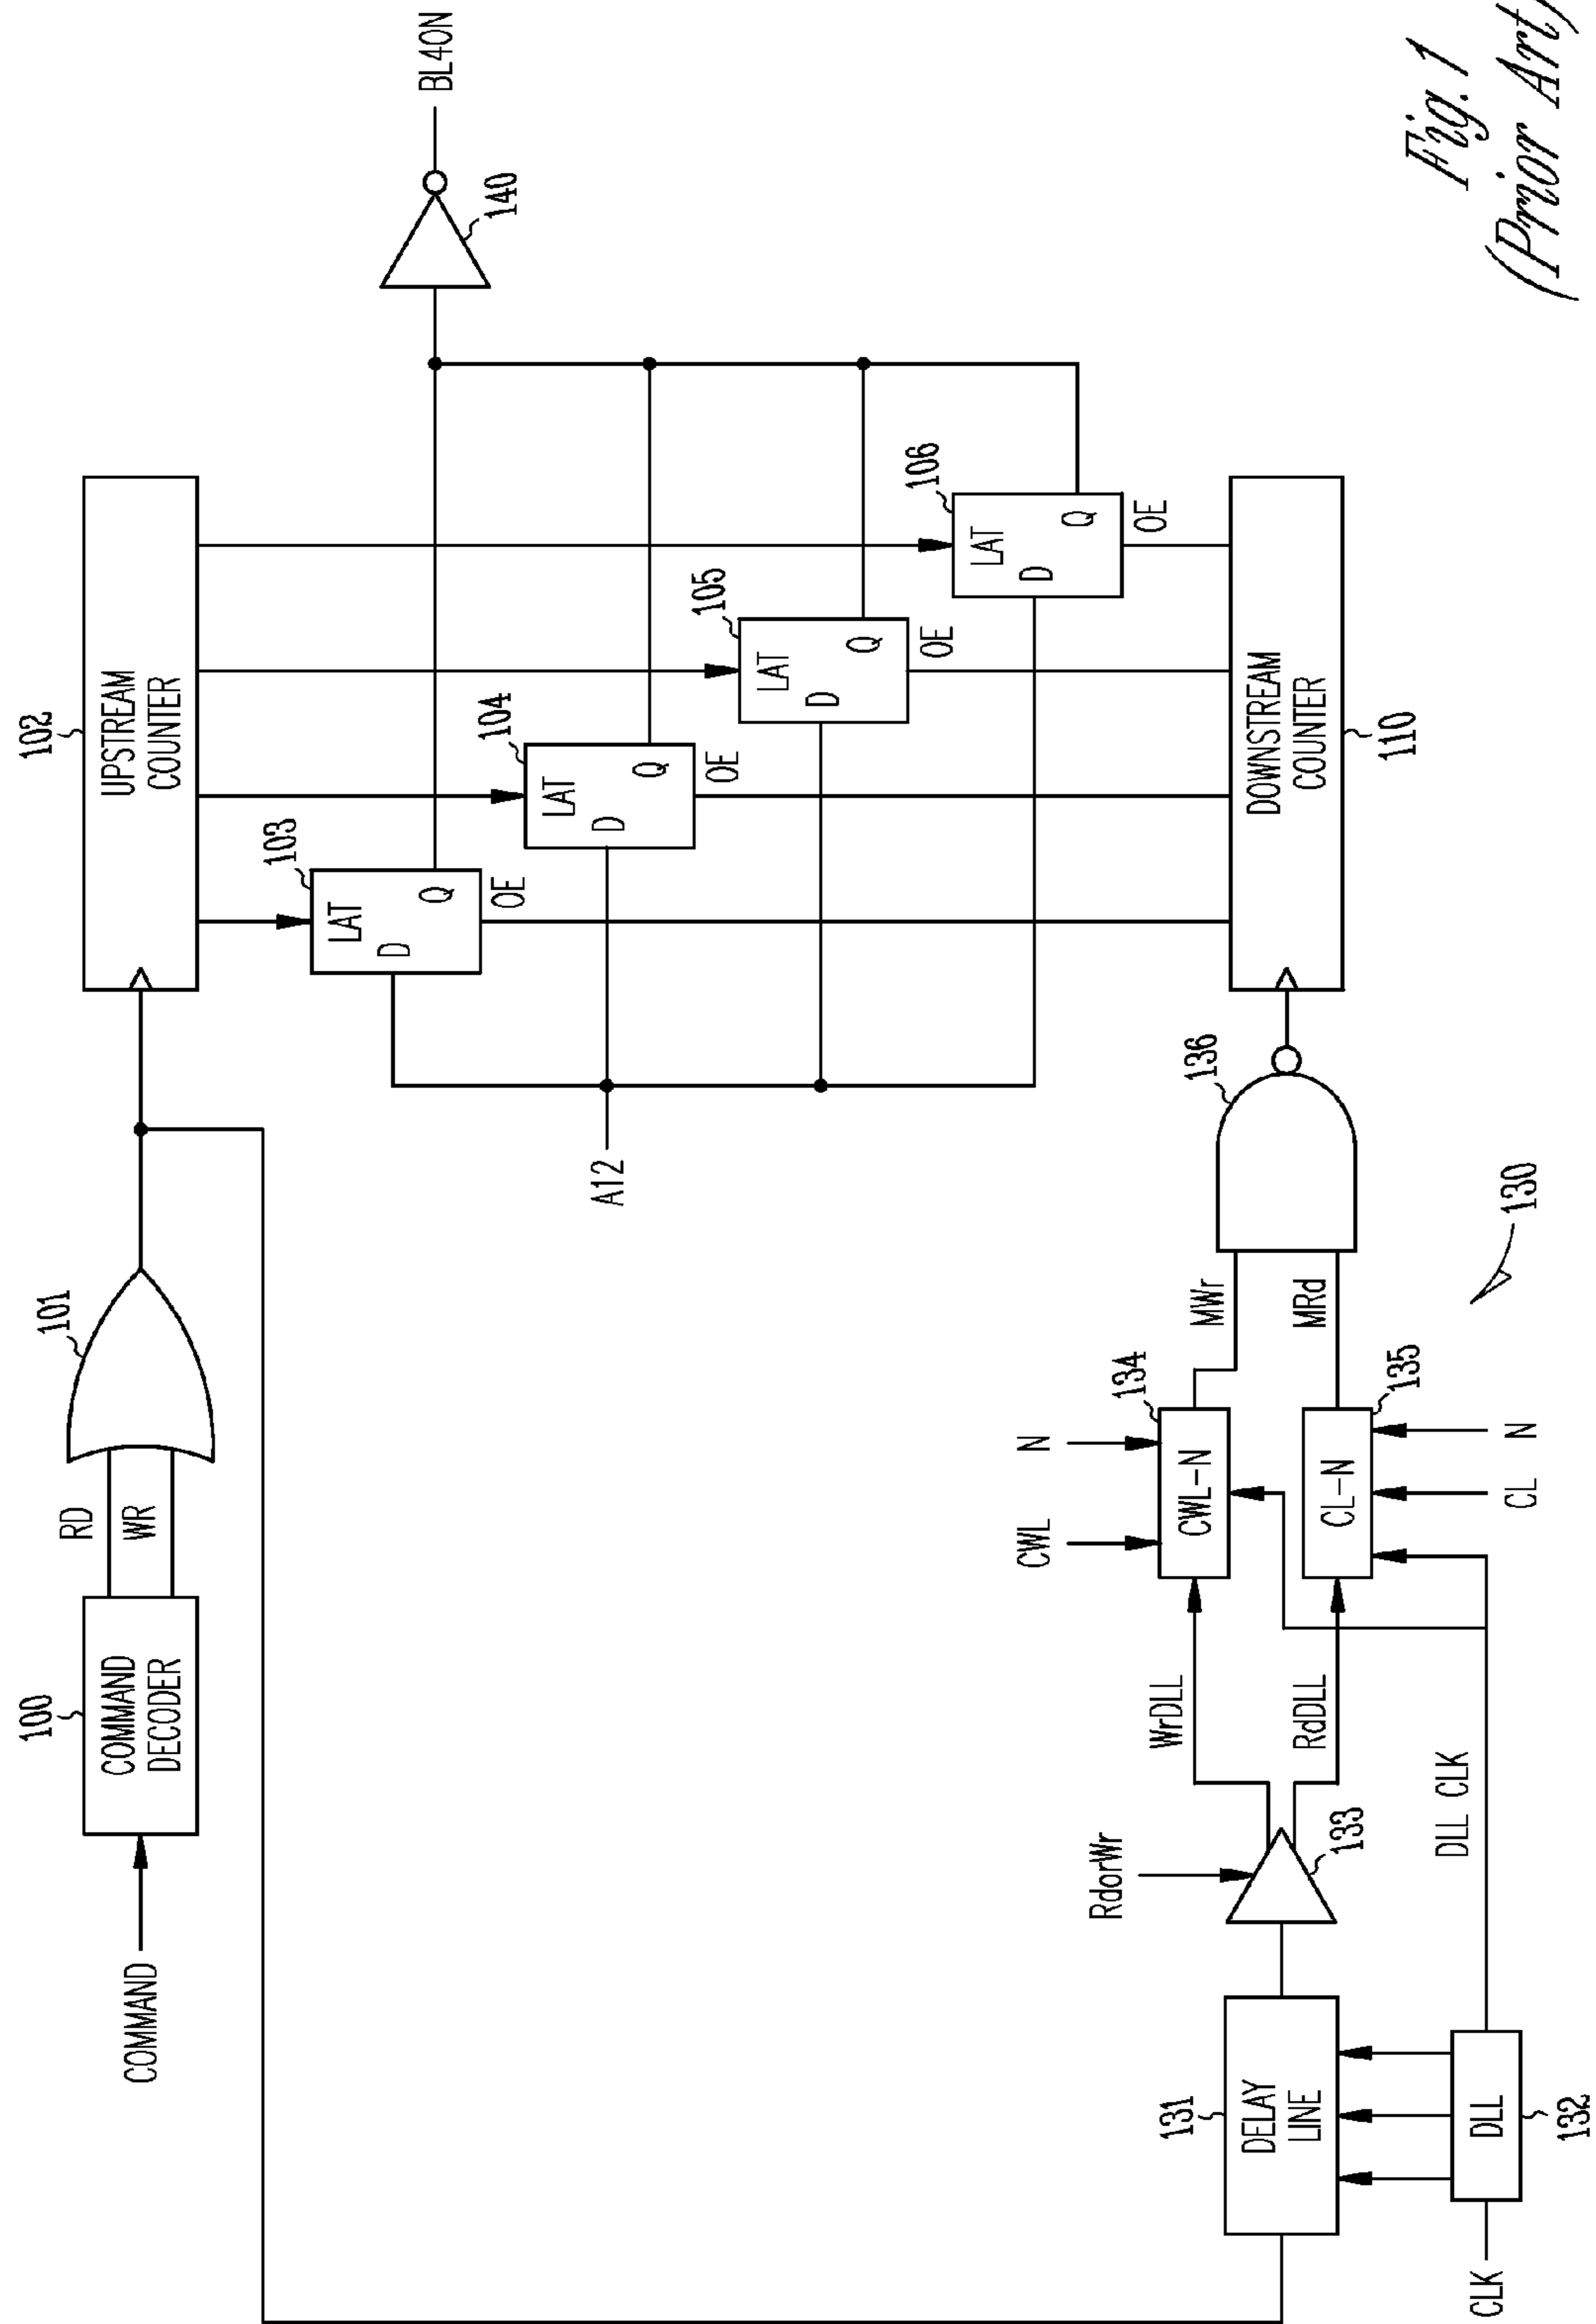 COMMAND
100
COMMAND
DECODER
RD
WR
101
102
UPSTREAM
COUNTER
103
LAT
D
Q
OE
104
LAT
D
Q
OE
105
LAT
D
Q
OE
106
LAT
D
Q
OE
A12
140
BL4ON
CLK
132
DLL
131
DELAY
LINE
RdorWr
133
WrDLL
RdDLL
DLL CLK
CWL
N
134
CWL-N
135
CL-N
CL
N
MWr
MRd
136
130
DOWNSTREAM
COUNTER
110
Fig. 1
(Prior Art)